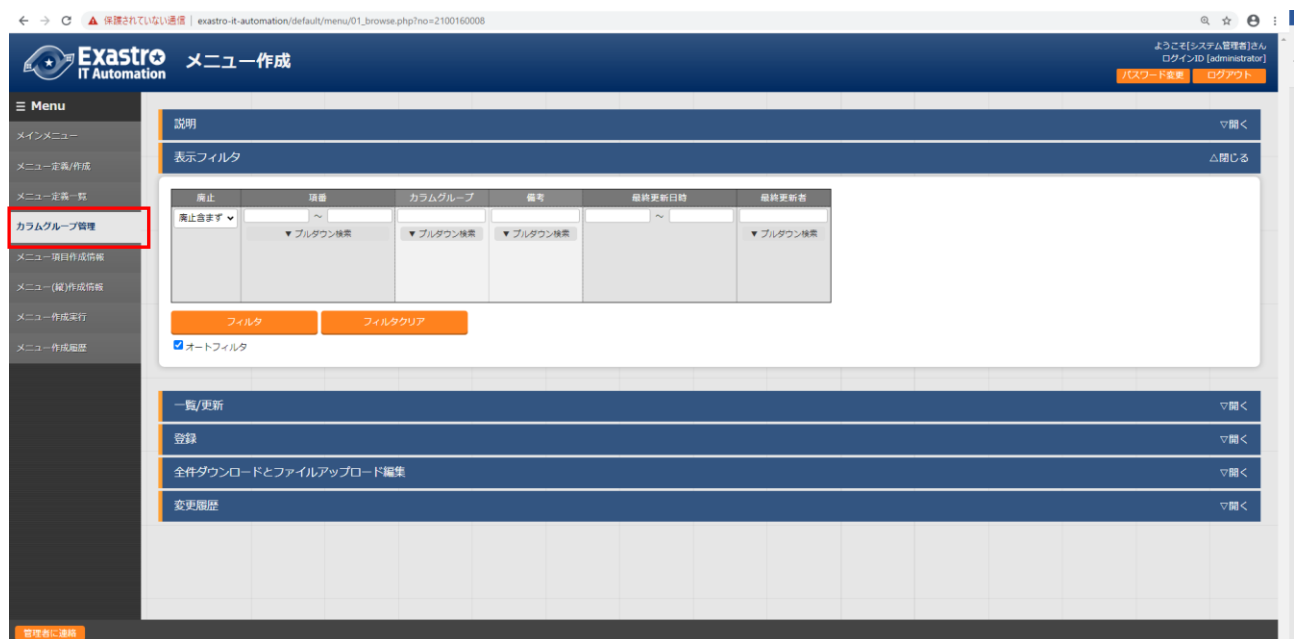 保護されていない通信 | exastro-it-automation/default/menu/01_browse.php?no=2100160008
Exastro
IT Automation
メニュー作成
ようこそ[システム管理者]さん
ログインID [administrator]
パスワード変更 ログアウト
Menu
メインメニュー
メニュー定義/作成
メニュー定義一覧
カラムグループ管理
メニュー項目作成情報
メニュー(縦)作成情報
メニュー作成実行
メニュー作成履歴
説明 ▽開く
表示フィルタ △閉じる
廃止 項番 カラムグループ 備考 最終更新日時 最終更新者
廃止含まず ～ ～
▼ プルダウン検索 ▼ プルダウン検索 ▼ プルダウン検索 ▼ プルダウン検索
フィルタ フィルタクリア
オートフィルタ
一覧/更新 ▽開く
登録 ▽開く
全件ダウンロードとファイルアップロード編集 ▽開く
変更履歴 ▽開く
管理者に連絡